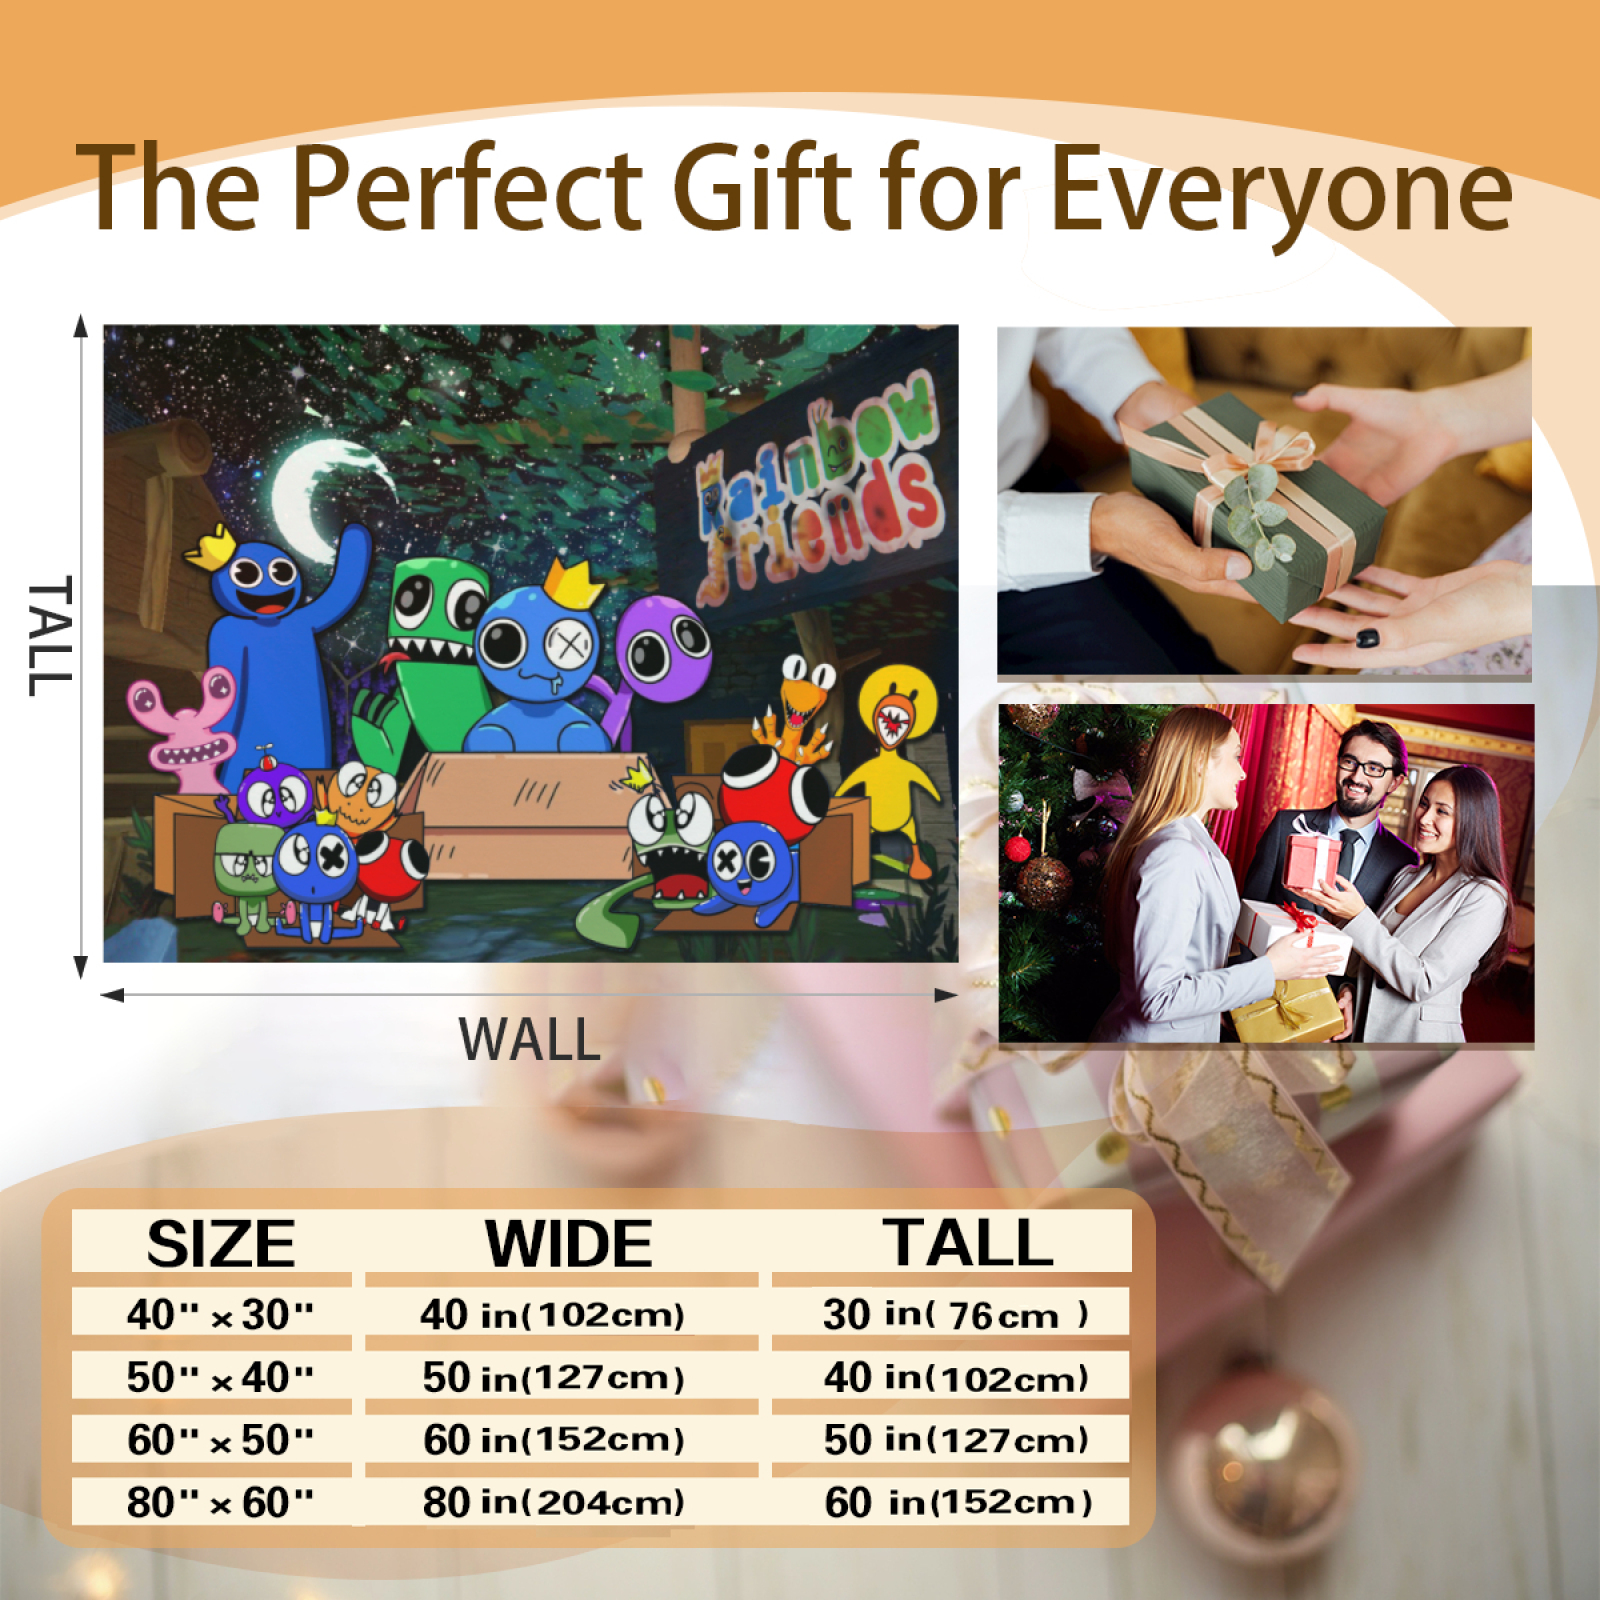 The Perfect Gift for Everyone
Rainbow
friends
TALL
WALL
SIZE WIDE TALL
40" × 30" 40 in(102cm) 30 in( 76cm )
50" × 40" 50 in(127cm) 40 in(102cm)
60" × 50" 60 in(152cm) 50 in(127cm)
80" × 60" 80 in(204cm) 60 in(152cm)